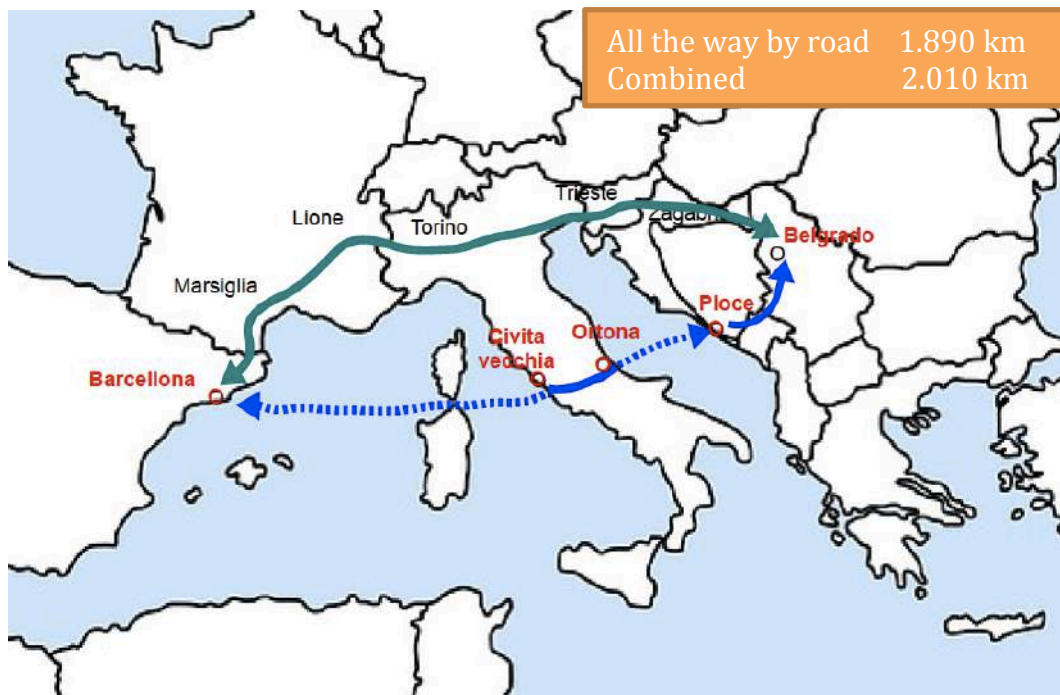 All the way by road 1.890 km
Combined 2.010 km
Trieste
Zagabri
Lione
Torino
Belgrado
Marsiglia
Ploce
Civita
vecchia
Ortona
Barcellona